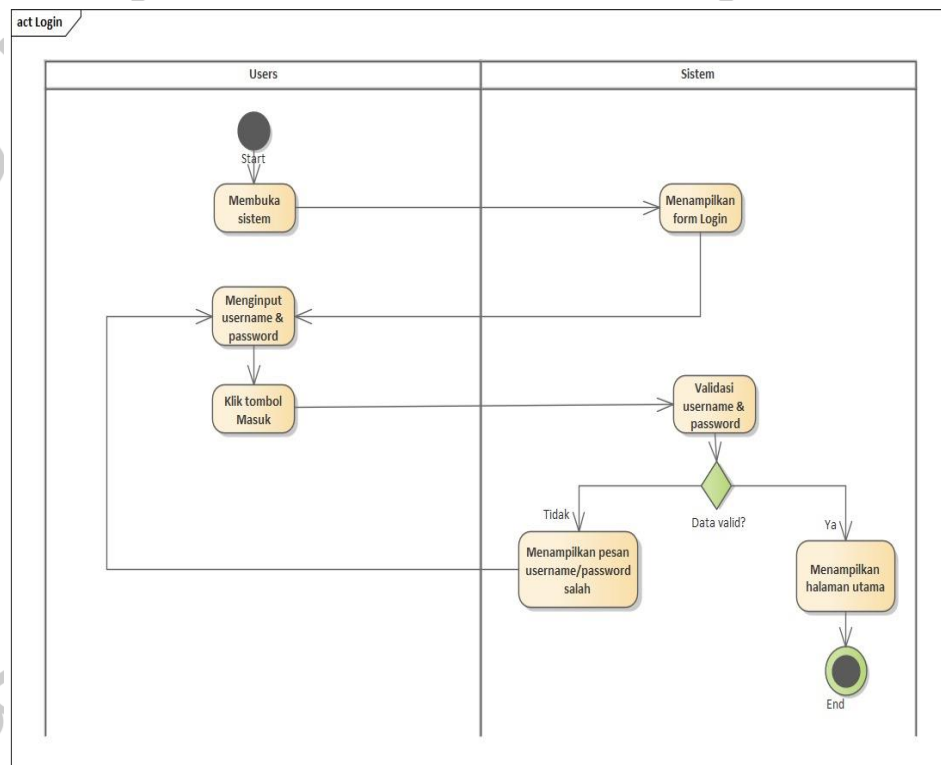 act Login
Users
Sistem
Start
Membuka
sistem
Menampilkan
form Login
Menginput
username &
password
Klik tombol
Masuk
Validasi
username &
password
Data valid?
Tidak
Ya
Menampilkan pesan
username/password
salah
Menampilkan
halaman utama
End